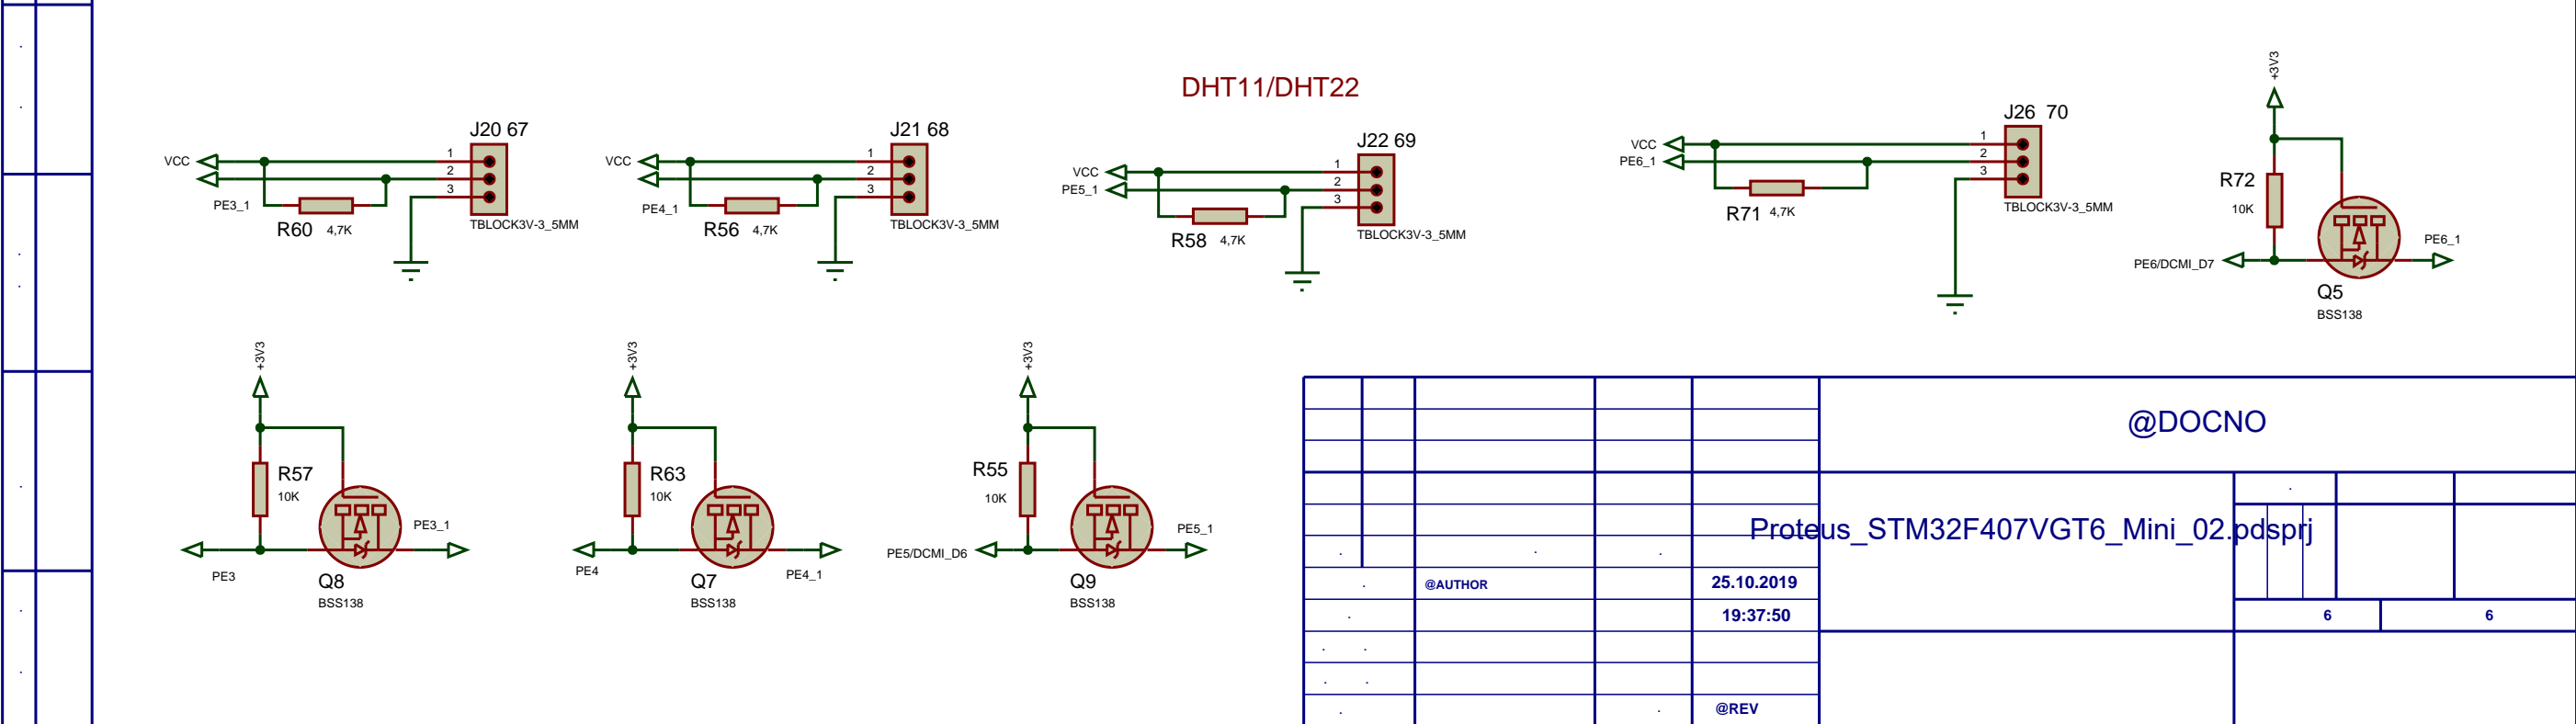 DHT11/DHT22
J20 67
VCC
1
2
3
PE3_1
R60 4,7K
TBLOCK3V-3_5MM
J21 68
VCC
1
2
3
PE4_1
R56 4,7K
TBLOCK3V-3_5MM
J22 69
VCC
PE5_1
1
2
3
R58 4,7K
TBLOCK3V-3_5MM
J26 70
VCC
PE6_1
1
2
3
R71 4,7K
TBLOCK3V-3_5MM
+3V3
R72
10K
PE6/DCMI_D7
PE6_1
Q5
BSS138
+3V3
R57
10K
PE3_1
PE3
Q8
BSS138
+3V3
R63
10K
PE4
PE4_1
Q7
BSS138
+3V3
R55
10K
PE5/DCMI_D6
PE5_1
Q9
BSS138
@DOCNO
Proteus_STM32F407VGT6_Mini_02.pdsprj
@AUTHOR
25.10.2019
19:37:50
6
6
@REV